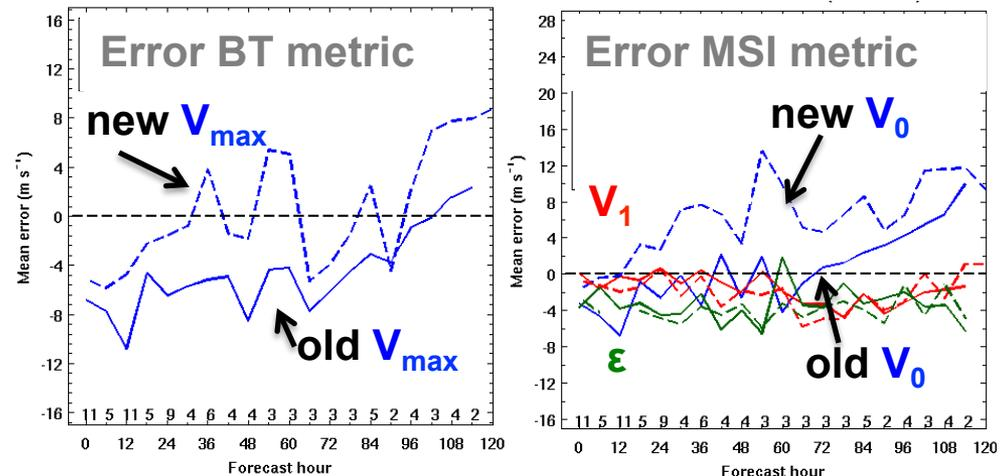 Error BT metric
new Vmax
old Vmax
Mean error (m s⁻¹)
16
12
8
4
0
-4
-8
-12
-16
11 5 11 5 9 4 6 4 4 3 3 3 3 3 5 2 4 3 4 2
0 12 24 36 48 60 72 84 96 108 120
Forecast hour
Error MSI metric
new V0
V1
ε
old V0
Mean error (m s⁻¹)
28
24
20
16
12
8
4
0
-4
-8
-12
-16
11 5 11 5 9 4 6 4 4 3 3 3 3 3 5 2 4 3 4 2
0 12 24 36 48 60 72 84 96 108 120
Forecast hour